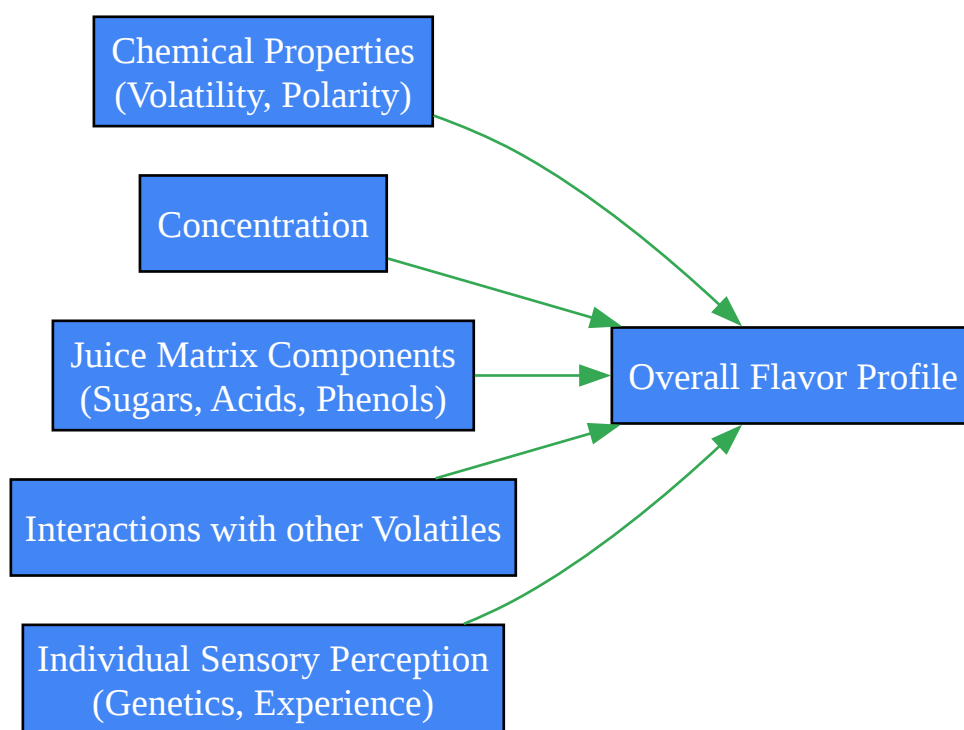 Chemical Properties
(Volatility, Polarity)
Concentration
Juice Matrix Components
(Sugars, Acids, Phenols)
Overall Flavor Profile
Interactions with other Volatiles
Individual Sensory Perception
(Genetics, Experience)